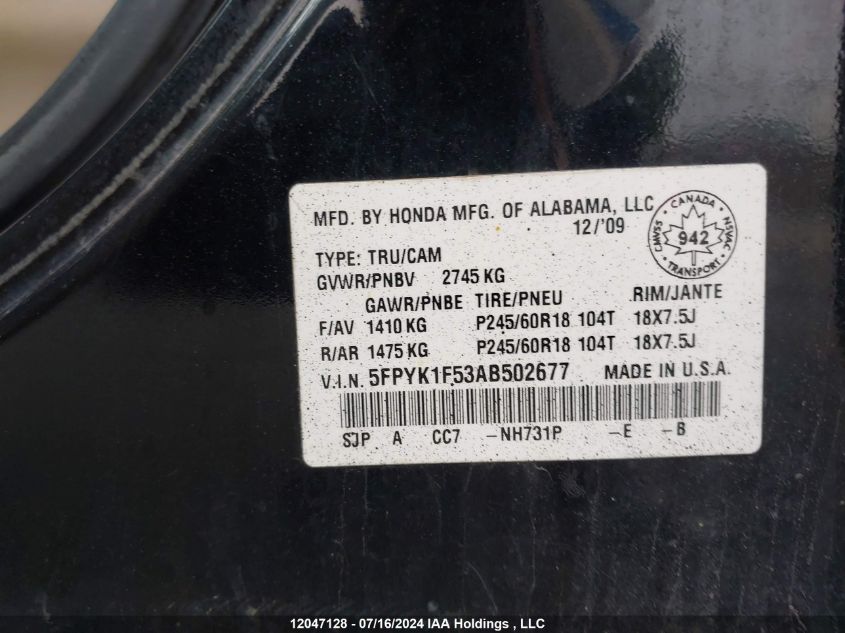 MFD. BY HONDA MFG. OF ALABAMA, LLC
12/'09
CANADA
CMVSS 942 NSVAC
TRANSPORT
TYPE: TRU/CAM
GVWR/PNBV 2745 KG
GAWR/PNBE TIRE/PNEU RIM/JANTE
F/AV 1410 KG P245/60R18 104T 18X7.5J
R/AR 1475 KG P245/60R18 104T 18X7.5J
V.I.N. 5FPYK1F53AB502677 MADE IN U.S.A.
SJP A CC7 -NH731P -E -B
12047128 - 07/16/2024 IAA Holdings , LLC